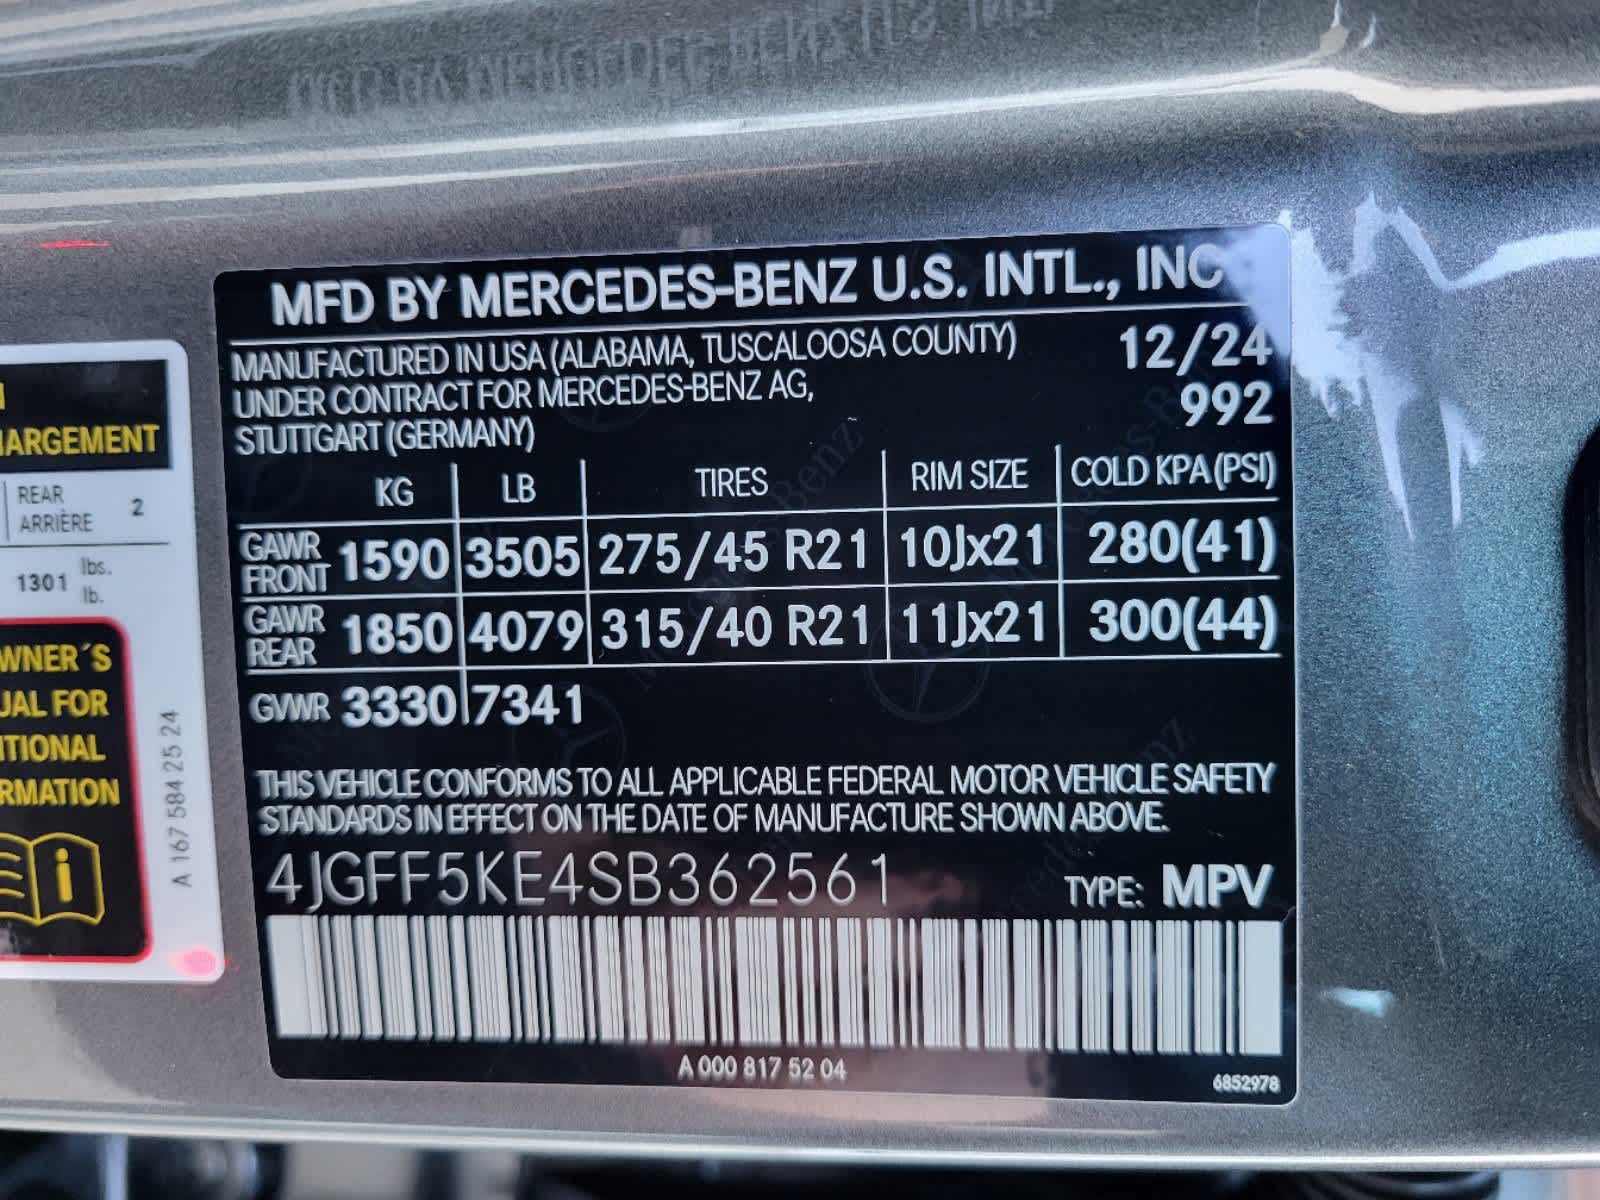 MFD BY MERCEDES-BENZ U.S. INTL., INC
MANUFACTURED IN USA (ALABAMA, TUSCALOOSA COUNTY) 12/24
UNDER CONTRACT FOR MERCEDES-BENZ AG, 992
STUTTGART (GERMANY)
KG LB TIRES RIM SIZE COLD KPA (PSI)
GAWR FRONT 1590 3505 275/45 R21 10Jx21 280(41)
GAWR REAR 1850 4079 315/40 R21 11Jx21 300(44)
GVWR 3330 7341
THIS VEHICLE CONFORMS TO ALL APPLICABLE FEDERAL MOTOR VEHICLE SAFETY
STANDARDS IN EFFECT ON THE DATE OF MANUFACTURE SHOWN ABOVE.
4JGFF5KE4SB362561 TYPE: MPV
A 000 817 52 04
6852978
ARGEMENT
REAR 2
ARRIÈRE
1301 lbs.
lb.
WNER´S
UAL FOR
ITIONAL
RMATION
i
A 167 584 25 24